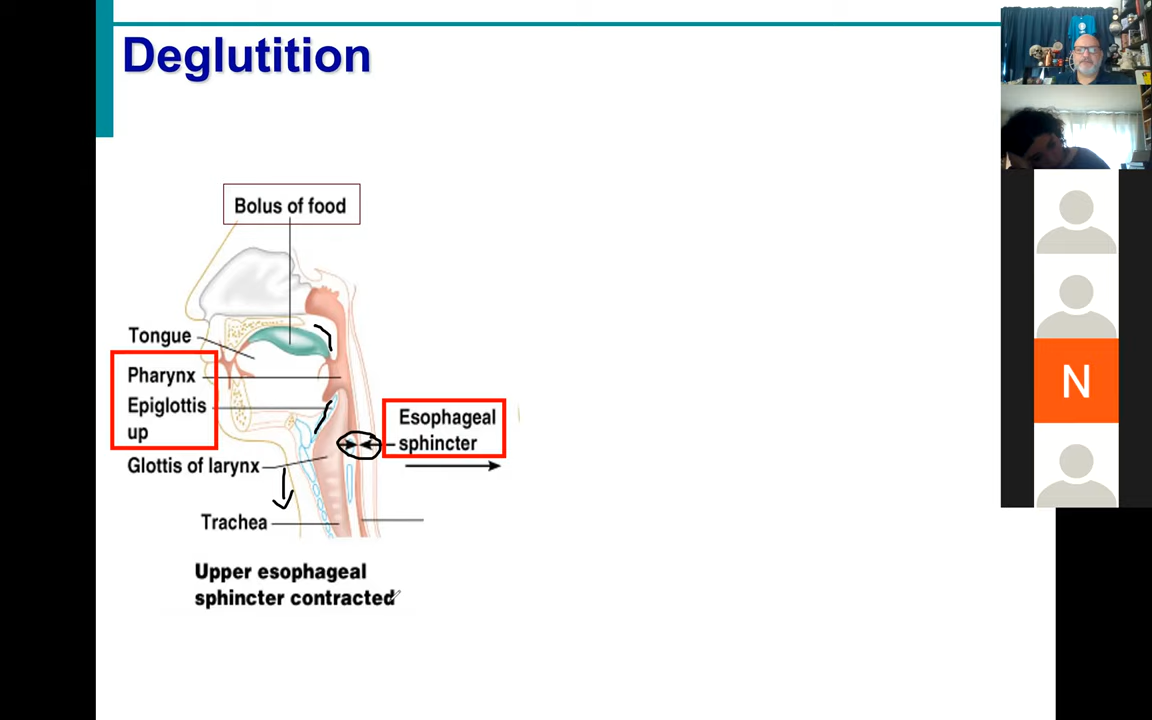 Deglutition
Bolus of food
Tongue
Pharynx
Epiglottis
up
Glottis of larynx
Trachea
Esophageal
sphincter
Upper esophageal
sphincter contracted
N